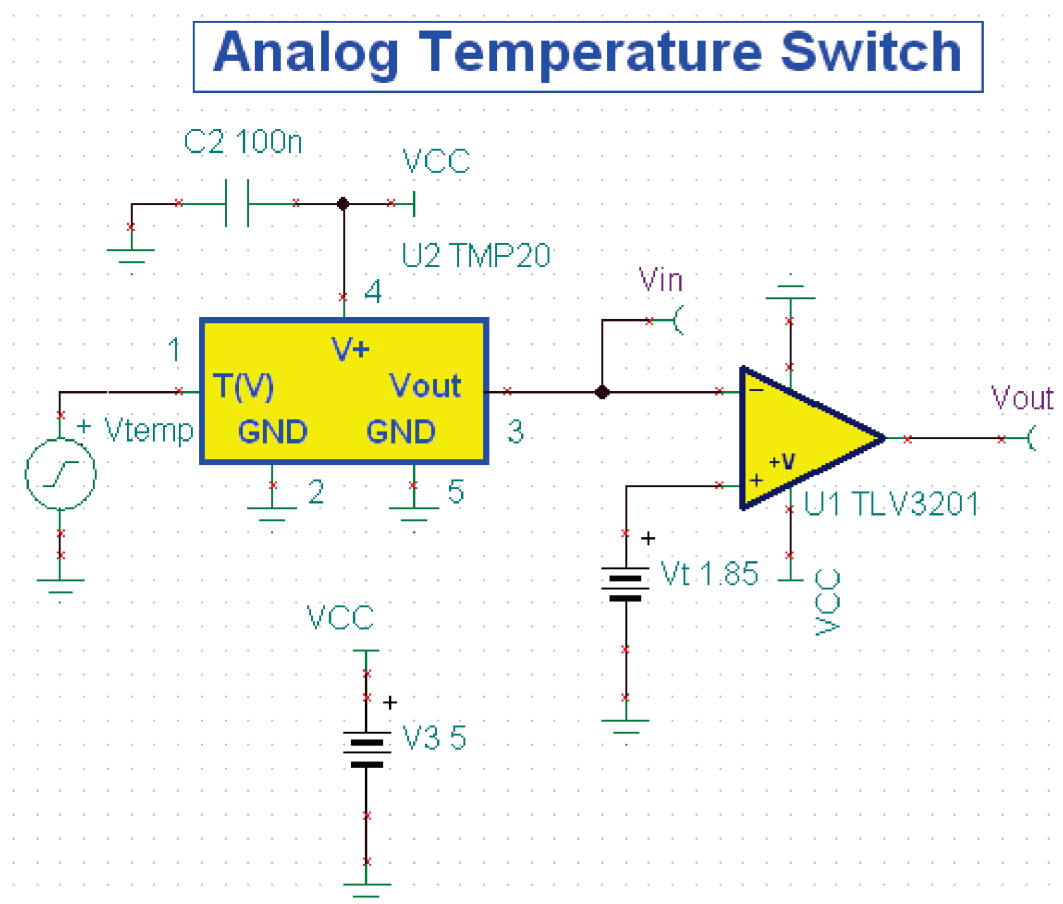 Analog Temperature Switch
C2 100n
VCC
U2 TMP20
4
Vin
1
V+
T(V)
Vout
GND
GND
3
+ Vtemp
2
5
−
+
+V
Vout
U1 TLV3201
+
Vt 1.85
VCC
VCC
+
V3 5